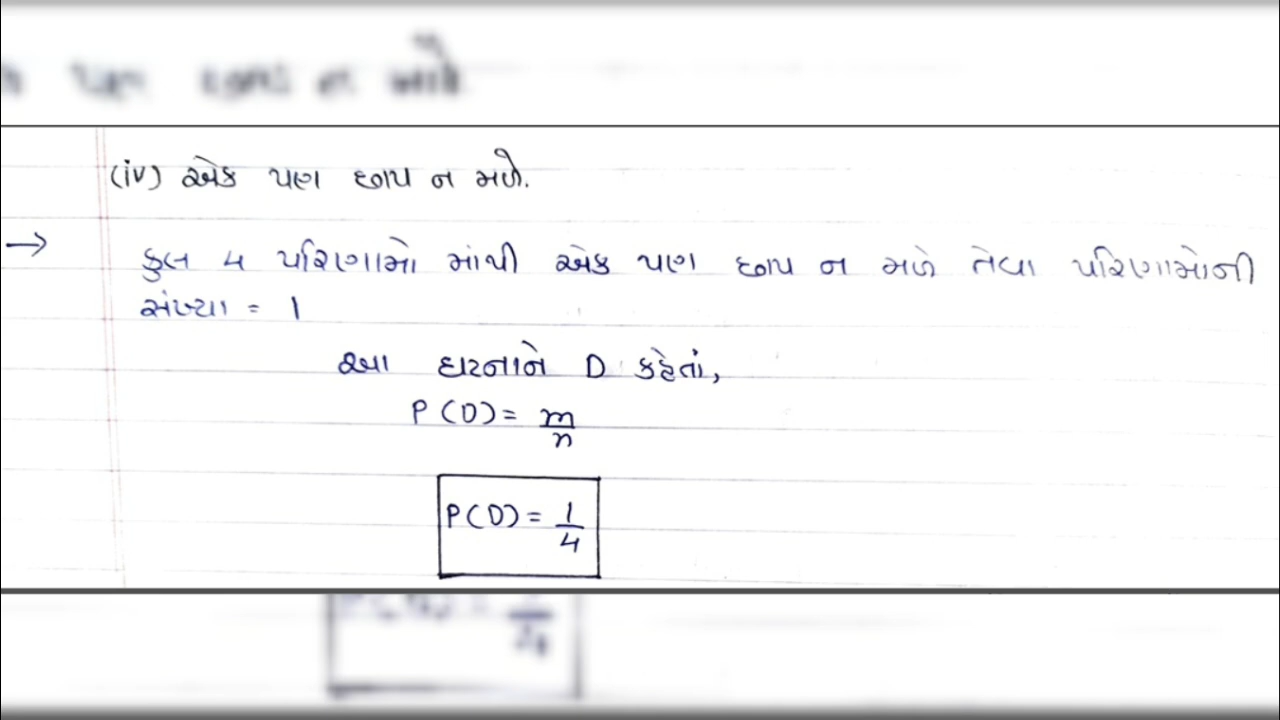 (iv) એક પણ છાપ ન મળે.
→ કુલ 4 પરિણામો માંથી એક પણ છાપ ન મળે તેવા પરિણામોની
સંખ્યા = 1
આ ઘટનાને D કહેતાં,
P(D) = m/n
P(D) = 1/4